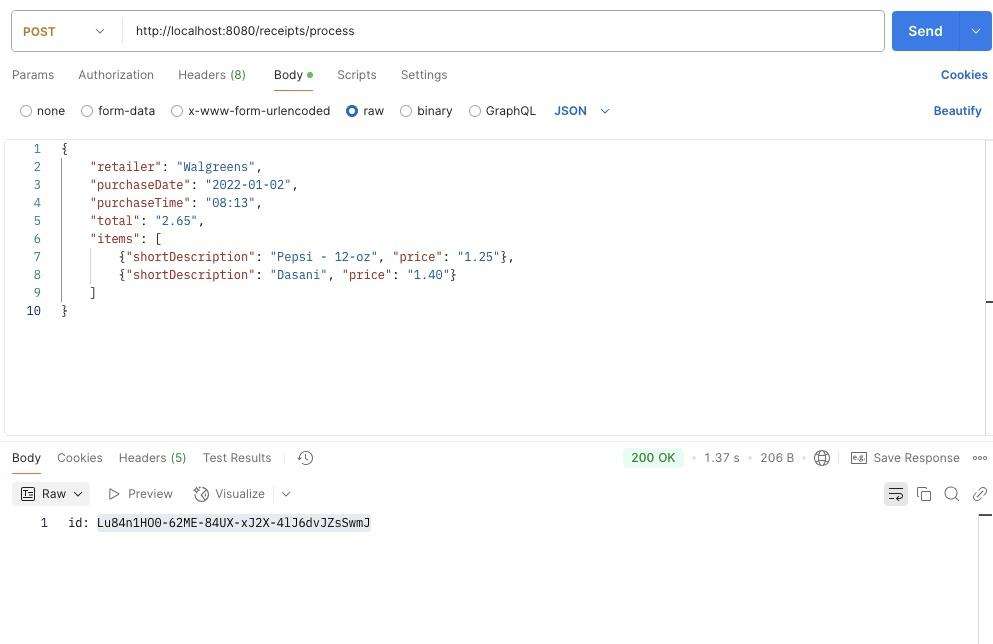 POST http://localhost:8080/receipts/process Send
Params Authorization Headers (8) Body Scripts Settings Cookies
none form-data x-www-form-urlencoded raw binary GraphQL JSON Beautify
1 {
2 "retailer": "Walgreens",
3 "purchaseDate": "2022-01-02",
4 "purchaseTime": "08:13",
5 "total": "2.65",
6 "items": [
7 {"shortDescription": "Pepsi - 12-oz", "price": "1.25"},
8 {"shortDescription": "Dasani", "price": "1.40"}
9 ]
10 }
Body Cookies Headers (5) Test Results 200 OK • 1.37 s • 206 B • e.g. Save Response
Raw Preview Visualize
1 id: Lu84n1HO0-62ME-84UX-xJ2X-4lJ6dvJZsSwmJ